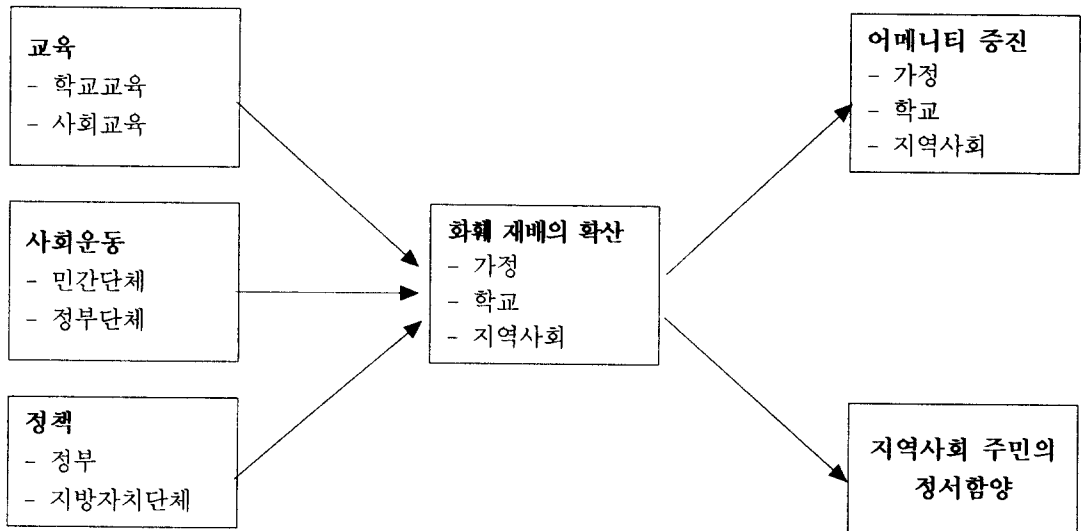 교육
- 학교교육
- 사회교육
사회운동
- 민간단체
- 정부단체
정책
- 정부
- 지방자치단체
화훼 재배의 확산
- 가정
- 학교
- 지역사회
어메니티 증진
- 가정
- 학교
- 지역사회
지역사회 주민의
정서함양